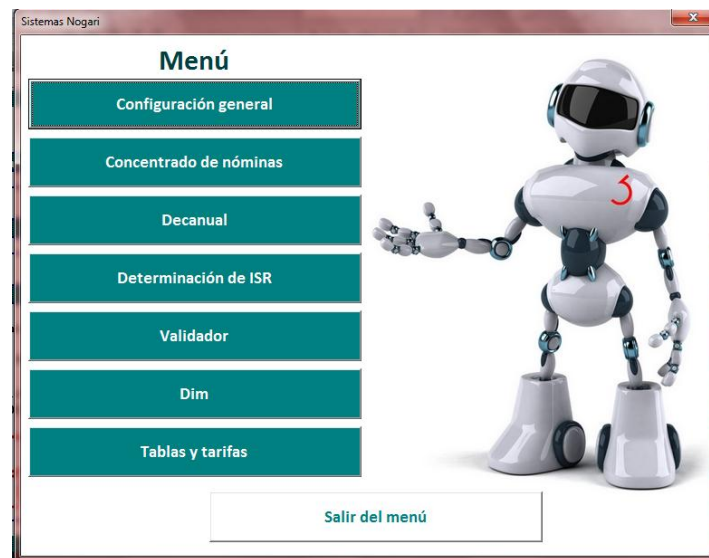 Sistemas Nogari
Menú
Configuración general
Concentrado de nóminas
Decanual
Determinación de ISR
Validador
Dim
Tablas y tarifas
Salir del menú